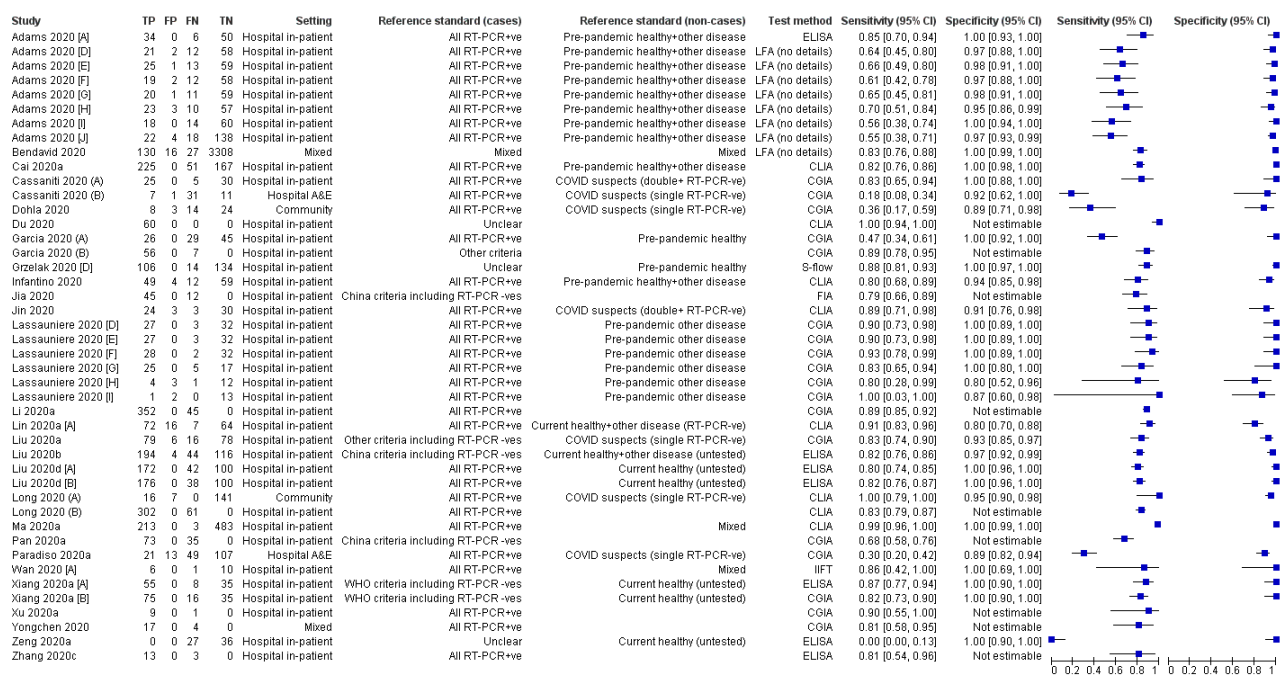 Study TP FP FN TN Setting Reference standard (cases) Reference standard (non-cases) Test method Sensitivity (95% CI) Specificity (95% CI) Sensitivity (95% CI) Specificity (95% CI)
Adams 2020 [A] 34 0 6 50 Hospital in-patient All RT-PCR+ve Pre-pandemic healthy+other disease ELISA 0.85 [0.70, 0.94] 1.00 [0.93, 1.00]
Adams 2020 [D] 21 2 12 58 Hospital in-patient All RT-PCR+ve Pre-pandemic healthy+other disease LFA (no details) 0.64 [0.45, 0.80] 0.97 [0.88, 1.00]
Adams 2020 [E] 25 1 13 59 Hospital in-patient All RT-PCR+ve Pre-pandemic healthy+other disease LFA (no details) 0.66 [0.49, 0.80] 0.98 [0.91, 1.00]
Adams 2020 [F] 19 2 12 58 Hospital in-patient All RT-PCR+ve Pre-pandemic healthy+other disease LFA (no details) 0.61 [0.42, 0.78] 0.97 [0.88, 1.00]
Adams 2020 [G] 20 1 11 59 Hospital in-patient All RT-PCR+ve Pre-pandemic healthy+other disease LFA (no details) 0.65 [0.45, 0.81] 0.98 [0.91, 1.00]
Adams 2020 [H] 23 3 10 57 Hospital in-patient All RT-PCR+ve Pre-pandemic healthy+other disease LFA (no details) 0.70 [0.51, 0.84] 0.95 [0.86, 0.99]
Adams 2020 [I] 18 0 14 60 Hospital in-patient All RT-PCR+ve Pre-pandemic healthy+other disease LFA (no details) 0.56 [0.38, 0.74] 1.00 [0.94, 1.00]
Adams 2020 [J] 22 4 18 138 Hospital in-patient All RT-PCR+ve Pre-pandemic healthy+other disease LFA (no details) 0.55 [0.38, 0.71] 0.97 [0.93, 0.99]
Bendavid 2020 130 16 27 3308 Mixed Mixed Mixed LFA (no details) 0.83 [0.76, 0.88] 1.00 [0.99, 1.00]
Cai 2020a 225 0 51 167 Hospital in-patient All RT-PCR+ve Pre-pandemic healthy+other disease CLIA 0.82 [0.76, 0.86] 1.00 [0.98, 1.00]
Cassaniti 2020 (A) 25 0 5 30 Hospital in-patient All RT-PCR+ve COVID suspects (double+ RT-PCR-ve) CGIA 0.83 [0.65, 0.94] 1.00 [0.88, 1.00]
Cassaniti 2020 (B) 7 1 31 11 Hospital A&E All RT-PCR+ve COVID suspects (single RT-PCR-ve) CGIA 0.18 [0.08, 0.34] 0.92 [0.62, 1.00]
Dohla 2020 8 3 14 24 Community All RT-PCR+ve COVID suspects (single RT-PCR-ve) CGIA 0.36 [0.17, 0.59] 0.89 [0.71, 0.98]
Du 2020 60 0 0 0 Hospital in-patient Unclear CLIA 1.00 [0.94, 1.00] Not estimable
Garcia 2020 (A) 26 0 29 45 Hospital in-patient All RT-PCR+ve Pre-pandemic healthy CGIA 0.47 [0.34, 0.61] 1.00 [0.92, 1.00]
Garcia 2020 (B) 56 0 7 0 Hospital in-patient Other criteria CGIA 0.89 [0.78, 0.95] Not estimable
Grzelak 2020 [D] 106 0 14 134 Hospital in-patient Unclear Pre-pandemic healthy S-flow 0.88 [0.81, 0.93] 1.00 [0.97, 1.00]
Infantino 2020 49 4 12 59 Hospital in-patient All RT-PCR+ve Pre-pandemic healthy+other disease CLIA 0.80 [0.68, 0.89] 0.94 [0.85, 0.98]
Jia 2020 45 0 12 0 Hospital in-patient China criteria including RT-PCR -ves FIA 0.79 [0.66, 0.89] Not estimable
Jin 2020 24 3 3 30 Hospital in-patient All RT-PCR+ve COVID suspects (double+ RT-PCR-ve) CLIA 0.89 [0.71, 0.98] 0.91 [0.76, 0.98]
Lassauniere 2020 [D] 27 0 3 32 Hospital in-patient All RT-PCR+ve Pre-pandemic other disease CGIA 0.90 [0.73, 0.98] 1.00 [0.89, 1.00]
Lassauniere 2020 [E] 27 0 3 32 Hospital in-patient All RT-PCR+ve Pre-pandemic other disease CGIA 0.90 [0.73, 0.98] 1.00 [0.89, 1.00]
Lassauniere 2020 [F] 28 0 2 32 Hospital in-patient All RT-PCR+ve Pre-pandemic other disease CGIA 0.93 [0.78, 0.99] 1.00 [0.89, 1.00]
Lassauniere 2020 [G] 25 0 5 17 Hospital in-patient All RT-PCR+ve Pre-pandemic other disease CGIA 0.83 [0.65, 0.94] 1.00 [0.80, 1.00]
Lassauniere 2020 [H] 4 3 1 12 Hospital in-patient All RT-PCR+ve Pre-pandemic other disease CGIA 0.80 [0.28, 0.99] 0.80 [0.52, 0.96]
Lassauniere 2020 [I] 1 2 0 13 Hospital in-patient All RT-PCR+ve Pre-pandemic other disease CGIA 1.00 [0.03, 1.00] 0.87 [0.60, 0.98]
Li 2020a 352 0 45 0 Hospital in-patient All RT-PCR+ve CGIA 0.89 [0.85, 0.92] Not estimable
Lin 2020a [A] 72 16 7 64 Hospital in-patient All RT-PCR+ve Current healthy+other disease (RT-PCR-ve) CLIA 0.91 [0.83, 0.96] 0.80 [0.70, 0.88]
Liu 2020a 79 6 16 78 Hospital in-patient Other criteria including RT-PCR -ves COVID suspects (single RT-PCR-ve) CGIA 0.83 [0.74, 0.90] 0.93 [0.85, 0.97]
Liu 2020b 194 4 44 116 Hospital in-patient China criteria including RT-PCR -ves Current healthy+other disease (untested) ELISA 0.82 [0.76, 0.86] 0.97 [0.92, 0.99]
Liu 2020d [A] 172 0 42 100 Hospital in-patient All RT-PCR+ve Current healthy (untested) ELISA 0.80 [0.74, 0.85] 1.00 [0.96, 1.00]
Liu 2020d [B] 176 0 38 100 Hospital in-patient All RT-PCR+ve Current healthy (untested) ELISA 0.82 [0.76, 0.87] 1.00 [0.96, 1.00]
Long 2020 (A) 16 7 0 141 Community All RT-PCR+ve COVID suspects (single RT-PCR-ve) CLIA 1.00 [0.79, 1.00] 0.95 [0.90, 0.98]
Long 2020 (B) 302 0 61 0 Hospital in-patient All RT-PCR+ve CLIA 0.83 [0.79, 0.87] Not estimable
Ma 2020a 213 0 3 483 Hospital in-patient All RT-PCR+ve Mixed CLIA 0.99 [0.96, 1.00] 1.00 [0.99, 1.00]
Pan 2020a 73 0 35 0 Hospital in-patient China criteria including RT-PCR -ves CGIA 0.68 [0.58, 0.76] Not estimable
Paradiso 2020a 21 13 49 107 Hospital A&E All RT-PCR+ve COVID suspects (single RT-PCR-ve) CGIA 0.30 [0.20, 0.42] 0.89 [0.82, 0.94]
Wan 2020 [A] 6 0 1 10 Hospital in-patient All RT-PCR+ve Mixed IIFT 0.86 [0.42, 1.00] 1.00 [0.69, 1.00]
Xiang 2020a [A] 55 0 8 35 Hospital in-patient WHO criteria including RT-PCR -ves Current healthy (untested) ELISA 0.87 [0.77, 0.94] 1.00 [0.90, 1.00]
Xiang 2020a [B] 75 0 16 35 Hospital in-patient WHO criteria including RT-PCR -ves Current healthy (untested) CGIA 0.82 [0.73, 0.90] 1.00 [0.90, 1.00]
Xu 2020a 9 0 1 0 Hospital in-patient All RT-PCR+ve CGIA 0.90 [0.55, 1.00] Not estimable
Yongchen 2020 17 0 4 0 Mixed All RT-PCR+ve CGIA 0.81 [0.58, 0.95] Not estimable
Zeng 2020a 0 0 27 36 Hospital in-patient Unclear Current healthy (untested) ELISA 0.00 [0.00, 0.13] 1.00 [0.90, 1.00]
Zhang 2020c 13 0 3 0 Hospital in-patient All RT-PCR+ve CLIA 0.81 [0.54, 0.96] Not estimable
0 0.2 0.4 0.6 0.8 1 0 0.2 0.4 0.6 0.8 1